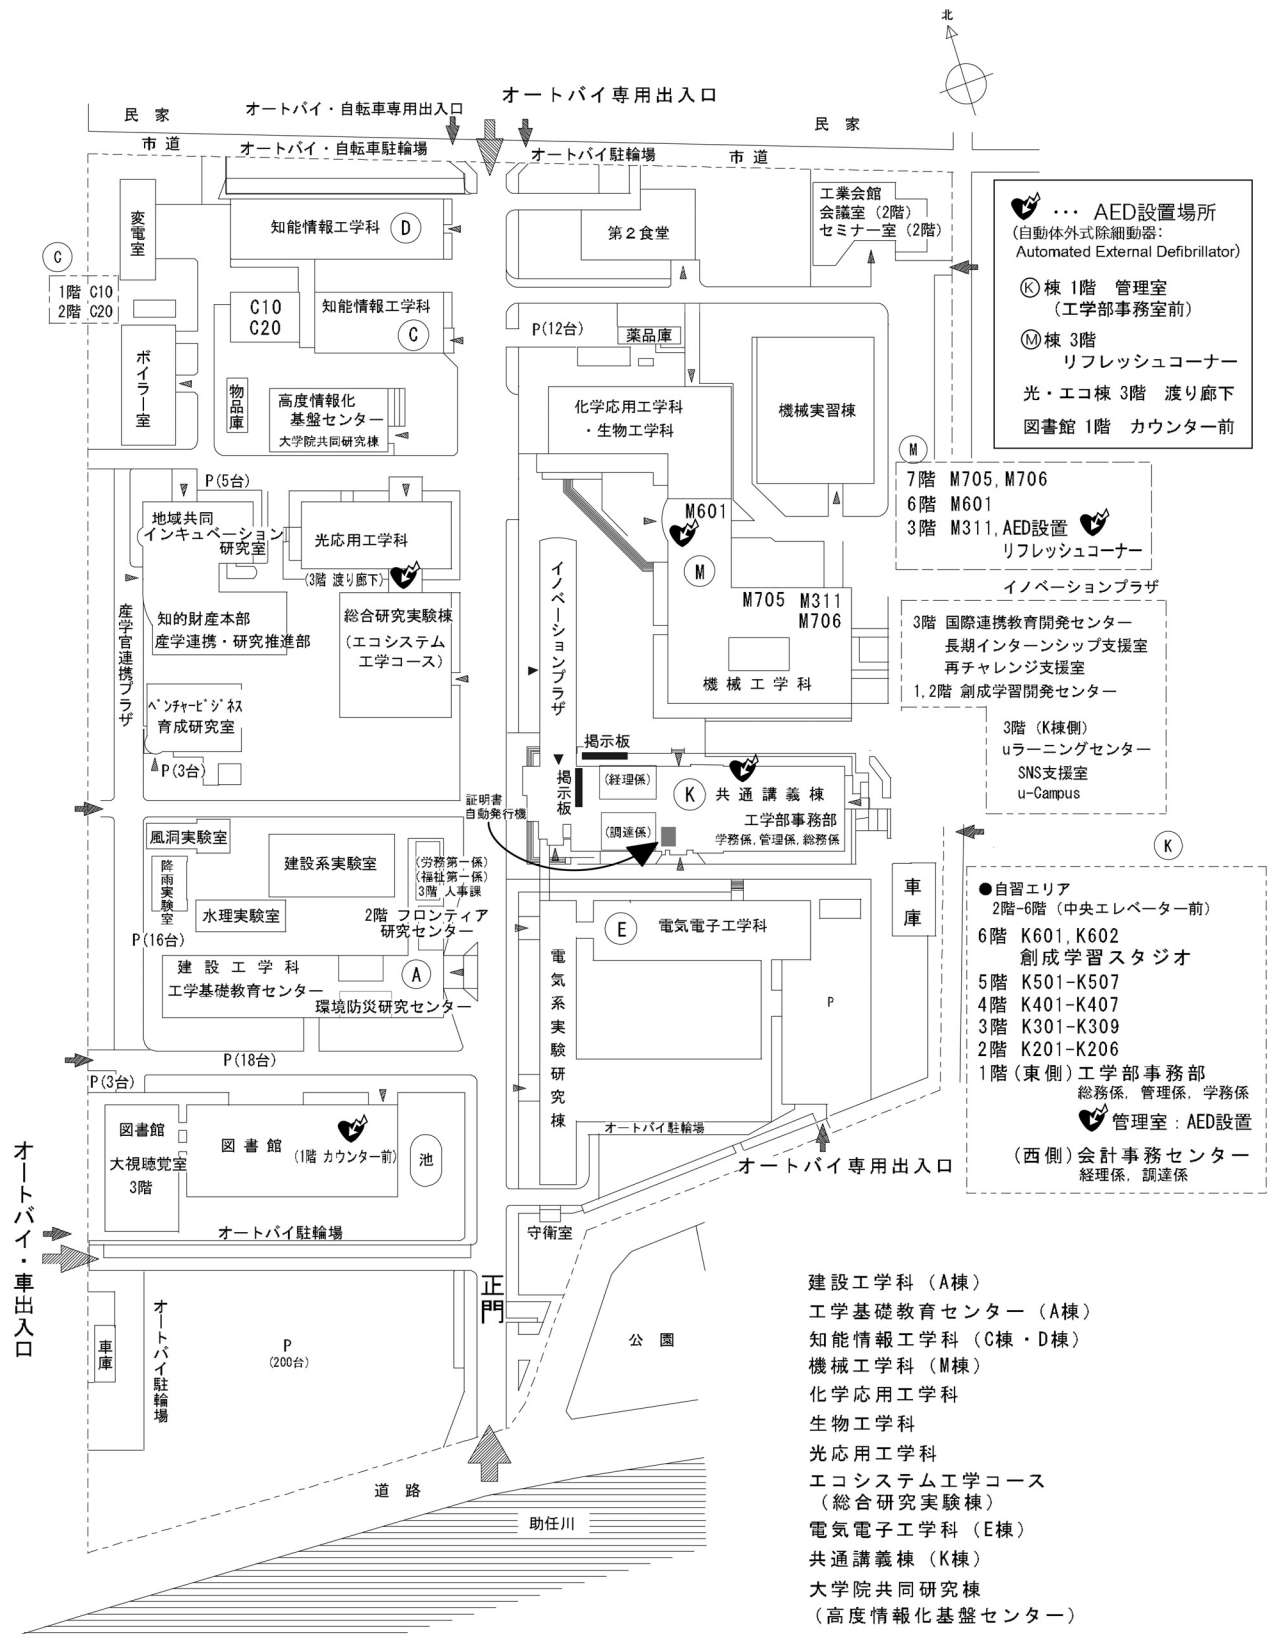 北
オートバイ専用出入口
オートバイ・自転車専用出入口
民 家
民 家
市 道
オートバイ・自転車駐輪場
オートバイ駐輪場
市 道
変電室
知能情報工学科 D
第２食堂
工業会館
会議室（2階）
セミナー室（2階）
… AED設置場所
（自動体外式除細動器：
Automated External Defibrillator）
K棟 1階 管理室
（工学部事務室前）
M棟 3階
リフレッシュコーナー
光・エコ棟 3階 渡り廊下
図書館 1階 カウンター前
C
1階 C10
2階 C20
C10
C20
知能情報工学科
C
P(12台)
薬品庫
ボイラー室
物品庫
高度情報化
基盤センター
大学院共同研究棟
化学応用工学科
・生物工学科
機械実習棟
M
7階 M705, M706
6階 M601
3階 M311, AED設置
リフレッシュコーナー
P(5台)
地域共同
インキュベーション
研究室
光応用工学科
(3階 渡り廊下)
M601
M
M705 M311
M706
機械工学科
イノベーションプラザ
イノベーションプラザ
3階 国際連携教育開発センター
長期インターンシップ支援室
再チャレンジ支援室
1,2階 創成学習開発センター
3階（K棟側）
uラーニングセンター
SNS支援室
u-Campus
産学官連携プラザ
知的財産本部
産学連携・研究推進部
総合研究実験棟
(エコシステム
工学コース)
ベンチャービジネス
育成研究室
P(3台)
掲示板
掲示板
(経理係)
K 共通講義棟
工学部事務部
(調達係)
学務係,管理係,総務係
証明書
自動発行機
風洞実験室
降雨実験室
建設系実験室
水理実験室
(労務第一係)
(福祉第一係)
3階 人事課
2階 フロンティア
研究センター
P(16台)
建設工学科
A
工学基礎教育センター
環境防災研究センター
E 電気電子工学科
電気系実験研究棟
車庫
P
K
●自習エリア
2階-6階（中央エレベーター前）
6階 K601, K602
創成学習スタジオ
5階 K501-K507
4階 K401-K407
3階 K301-K309
2階 K201-K206
1階(東側)工学部事務部
総務係, 管理係, 学務係
管理室：AED設置
(西側)会計事務センター
経理係, 調達係
P(18台)
P(3台)
図書館
大視聴覚室
3階
図書館
(1階 カウンター前)
池
オートバイ駐輪場
オートバイ専用出入口
オートバイ駐輪場
守衛室
オートバイ・車出入口
正門
車庫
オートバイ駐輪場
P
(200台)
公 園
道 路
助任川
建設工学科（A棟）
工学基礎教育センター（A棟）
知能情報工学科（C棟・D棟）
機械工学科（M棟）
化学応用工学科
生物工学科
光応用工学科
エコシステム工学コース
（総合研究実験棟）
電気電子工学科（E棟）
共通講義棟（K棟）
大学院共同研究棟
（高度情報化基盤センター）